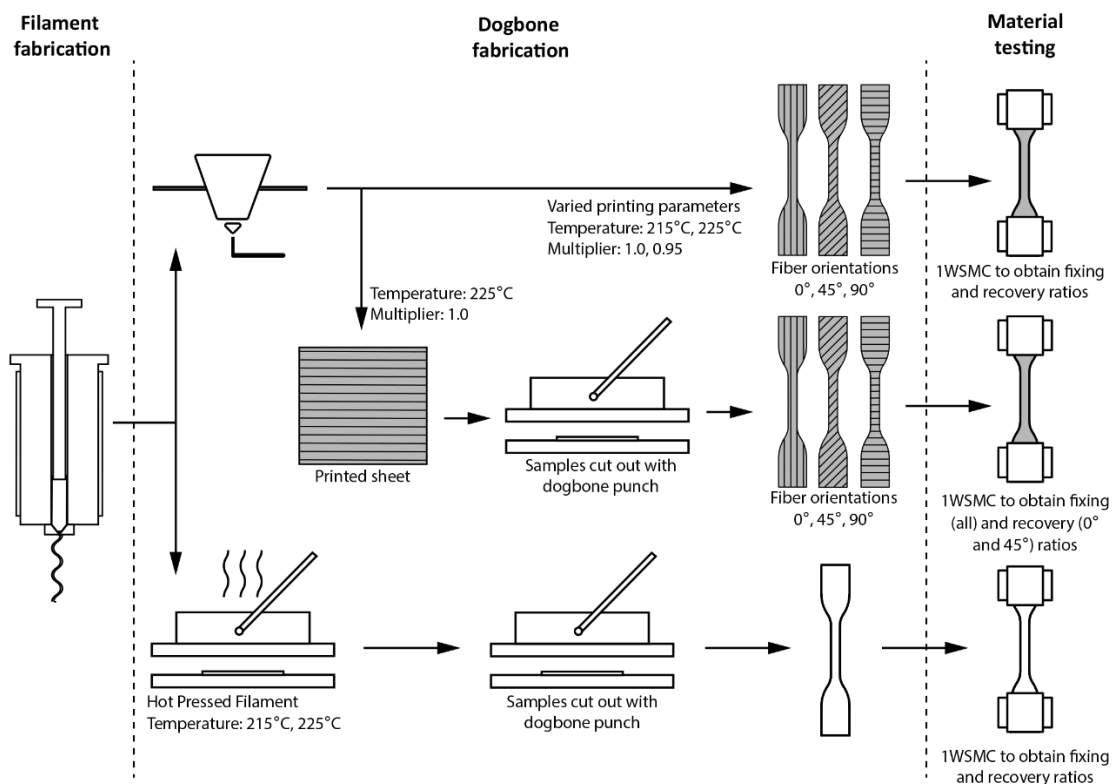 Filament
fabrication
Dogbone
fabrication
Material
testing
Varied printing parameters
Temperature: 215°C, 225°C
Multiplier: 1.0, 0.95
Fiber orientations
0°, 45°, 90°
1WSMC to obtain fixing
and recovery ratios
Temperature: 225°C
Multiplier: 1.0
Printed sheet
Samples cut out with
dogbone punch
Fiber orientations
0°, 45°, 90°
1WSMC to obtain fixing
(all) and recovery (0°
and 45°) ratios
Hot Pressed Filament
Temperature: 215°C, 225°C
Samples cut out with
dogbone punch
1WSMC to obtain fixing
and recovery ratios